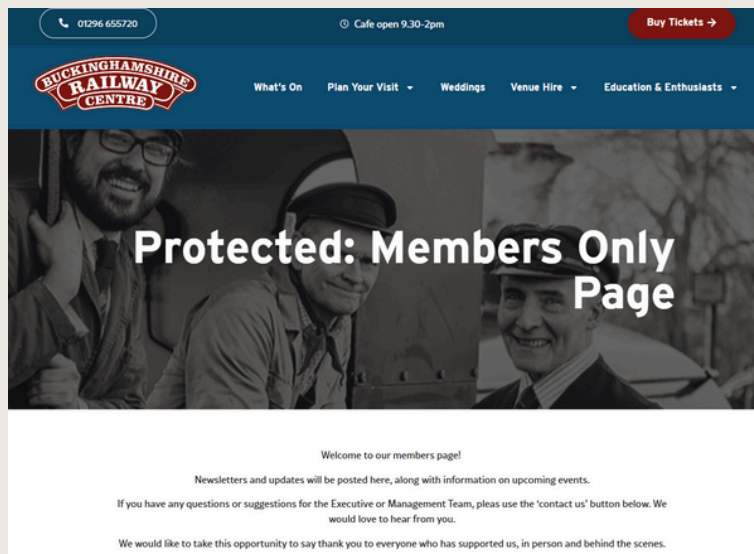 01296 655720
Cafe open 9.30-2pm
Buy Tickets →
BUCKINGHAMSHIRE
RAILWAY
CENTRE
What's On
Plan Your Visit
Weddings
Venue Hire
Education & Enthusiasts
Protected: Members Only
Page
Welcome to our members page!
Newsletters and updates will be posted here, along with information on upcoming events.
If you have any questions or suggestions for the Executive or Management Team, pleas use the 'contact us' button below. We
would love to hear from you.
We would like to take this opportunity to say thank you to everyone who has supported us, in person and behind the scenes.